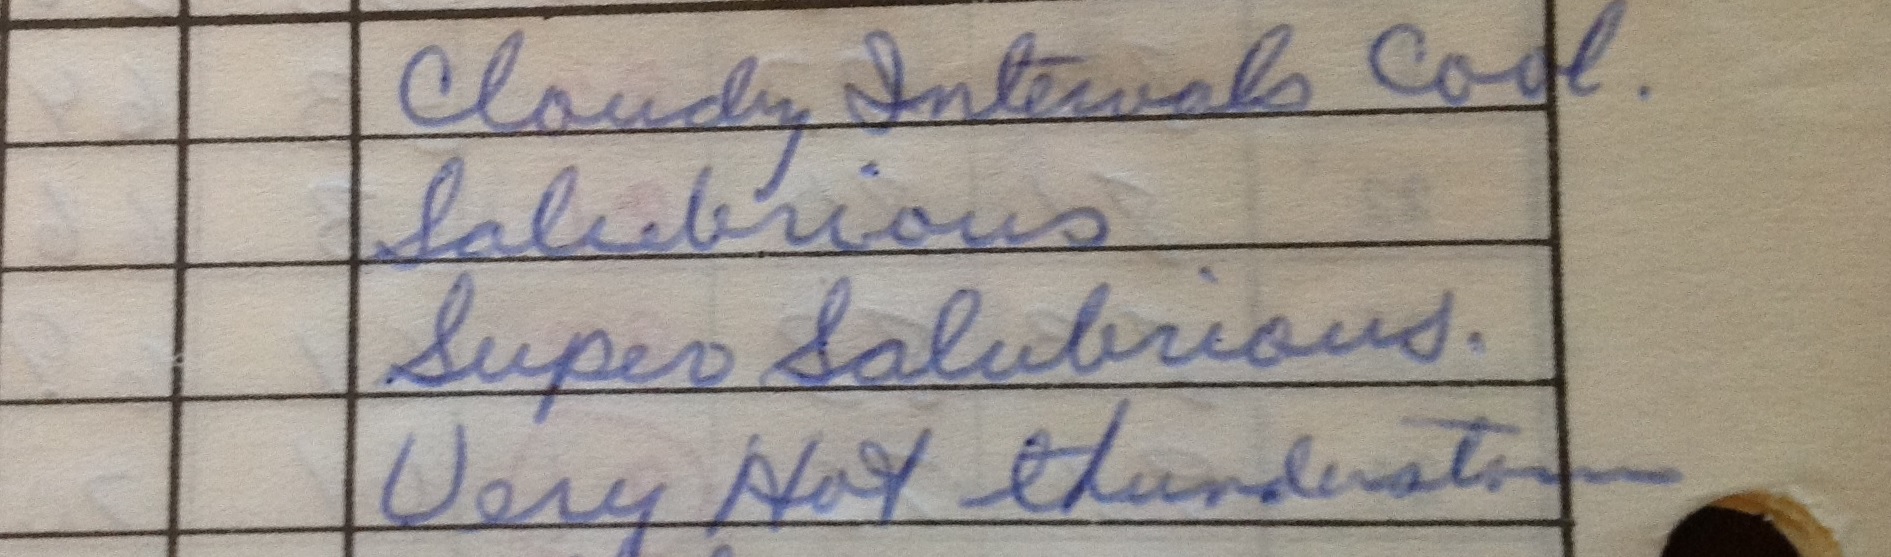 Cloudy Intervals Cool.
Salubrious
Super Salubrious.
Very Hot thunderstorm